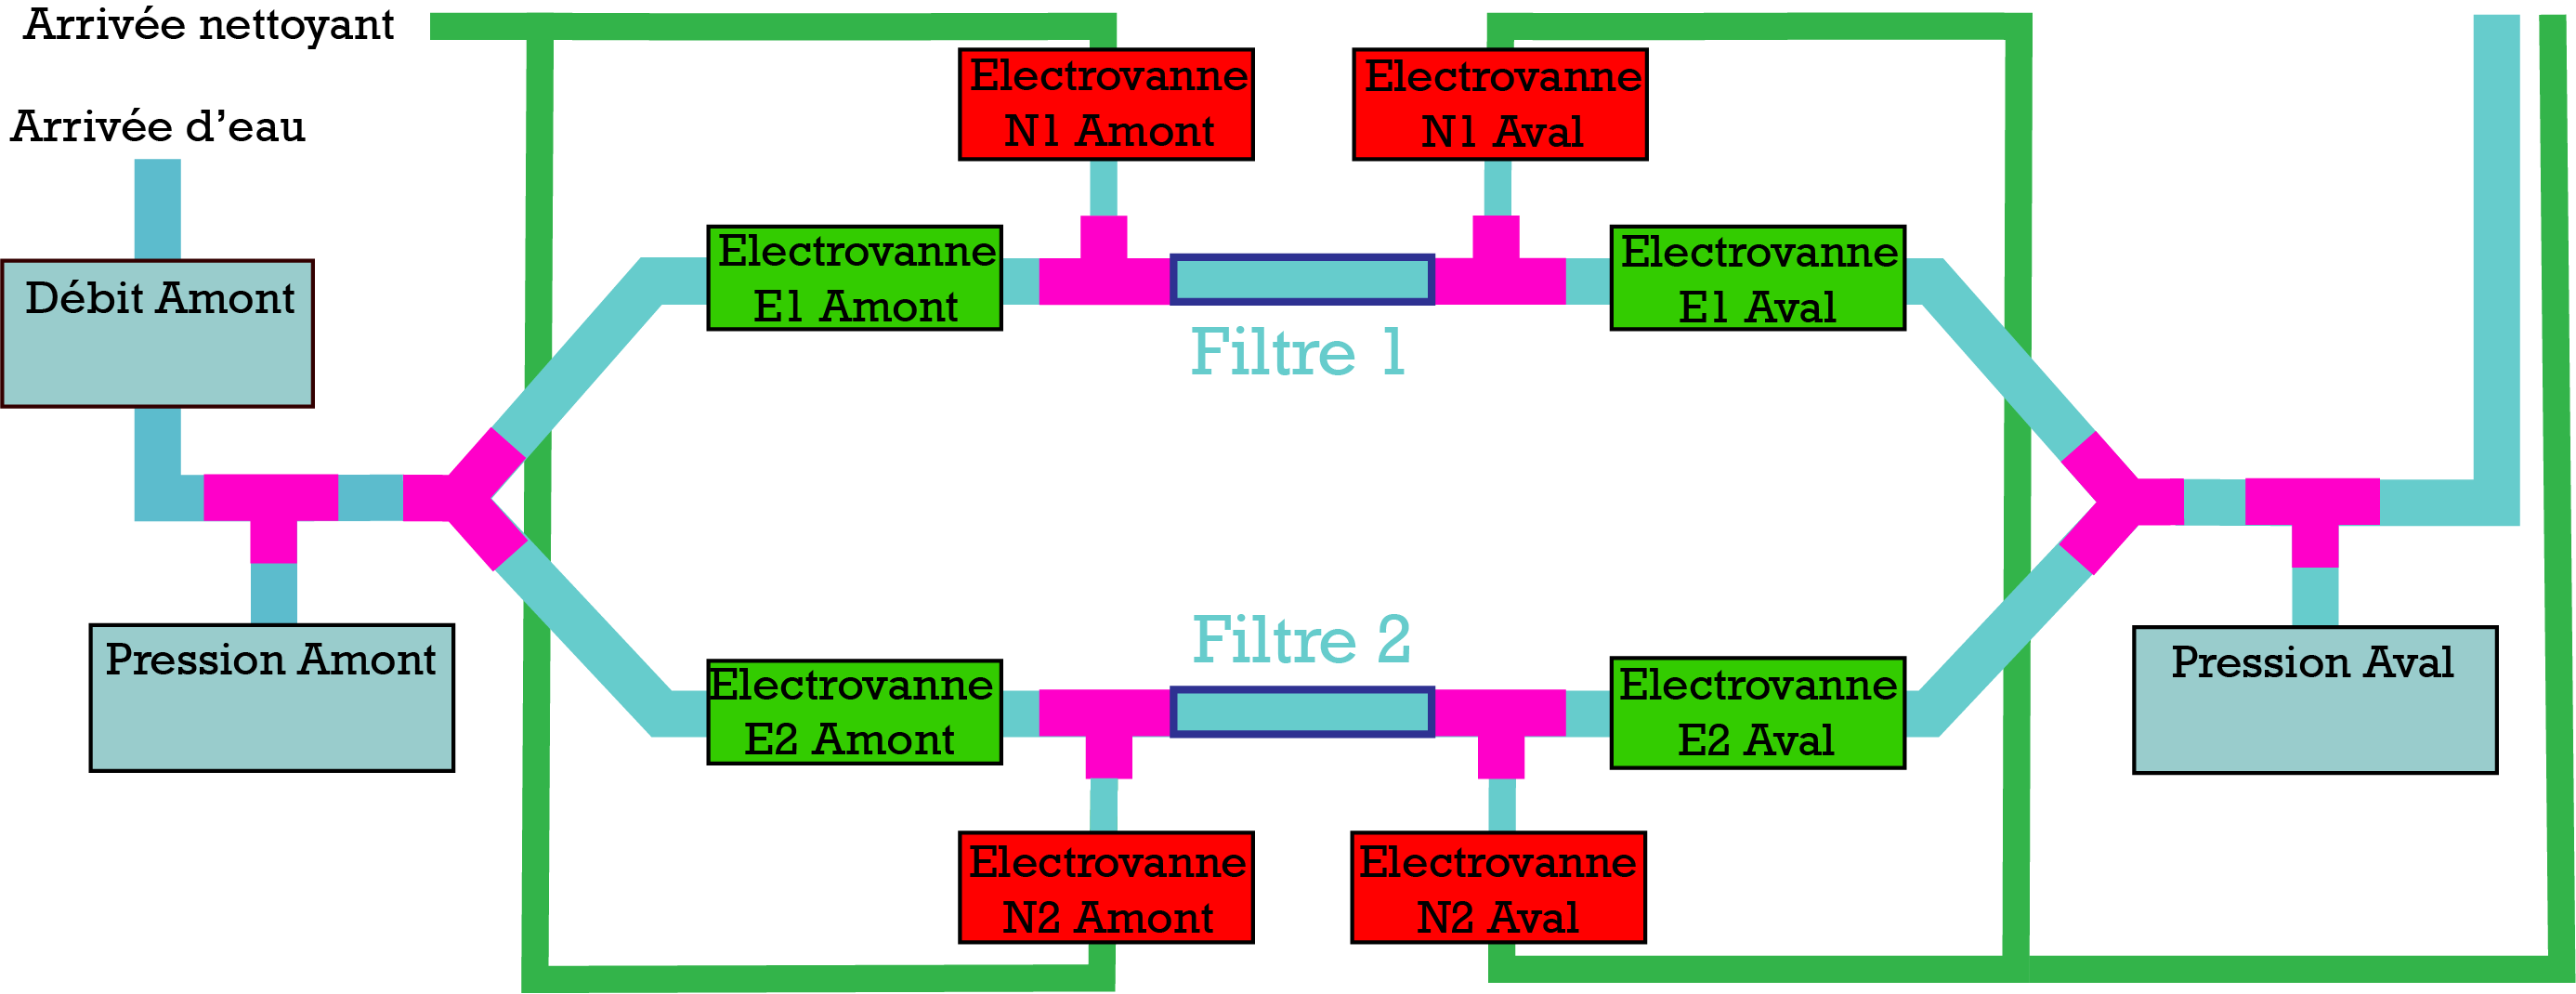 Arrivée nettoyant
Arrivée d’eau
Electrovanne
N1 Amont
Electrovanne
N1 Aval
Débit Amont
Electrovanne
E1 Amont
Electrovanne
E1 Aval
Filtre 1
Pression Amont
Filtre 2
Pression Aval
Electrovanne
E2 Amont
Electrovanne
E2 Aval
Electrovanne
N2 Amont
Electrovanne
N2 Aval